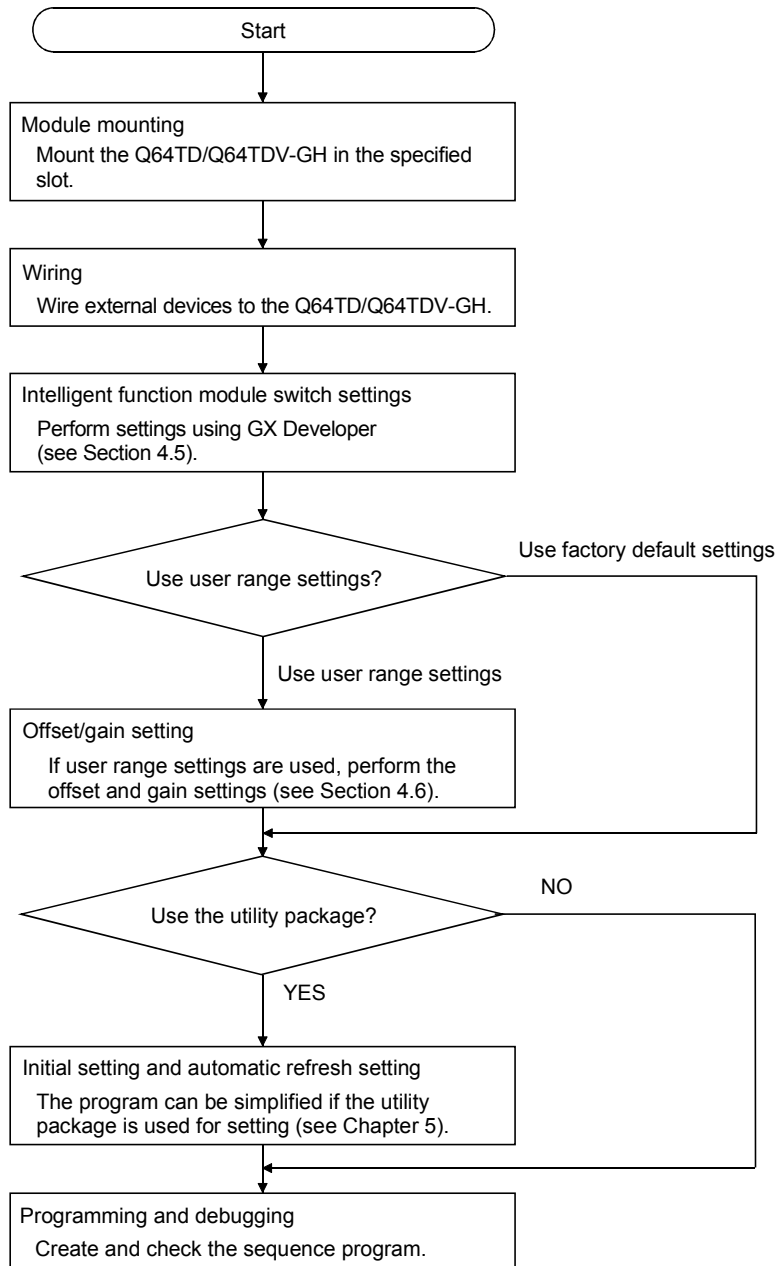 Start
Module mounting
Mount the Q64TD/Q64TDV-GH in the specified
slot.
Wiring
Wire external devices to the Q64TD/Q64TDV-GH.
Intelligent function module switch settings
Perform settings using GX Developer
(see Section 4.5).
Use user range settings?
Use factory default settings
Use user range settings
Offset/gain setting
If user range settings are used, perform the
offset and gain settings (see Section 4.6).
Use the utility package?
NO
YES
Initial setting and automatic refresh setting
The program can be simplified if the utility
package is used for setting (see Chapter 5).
Programming and debugging
Create and check the sequence program.